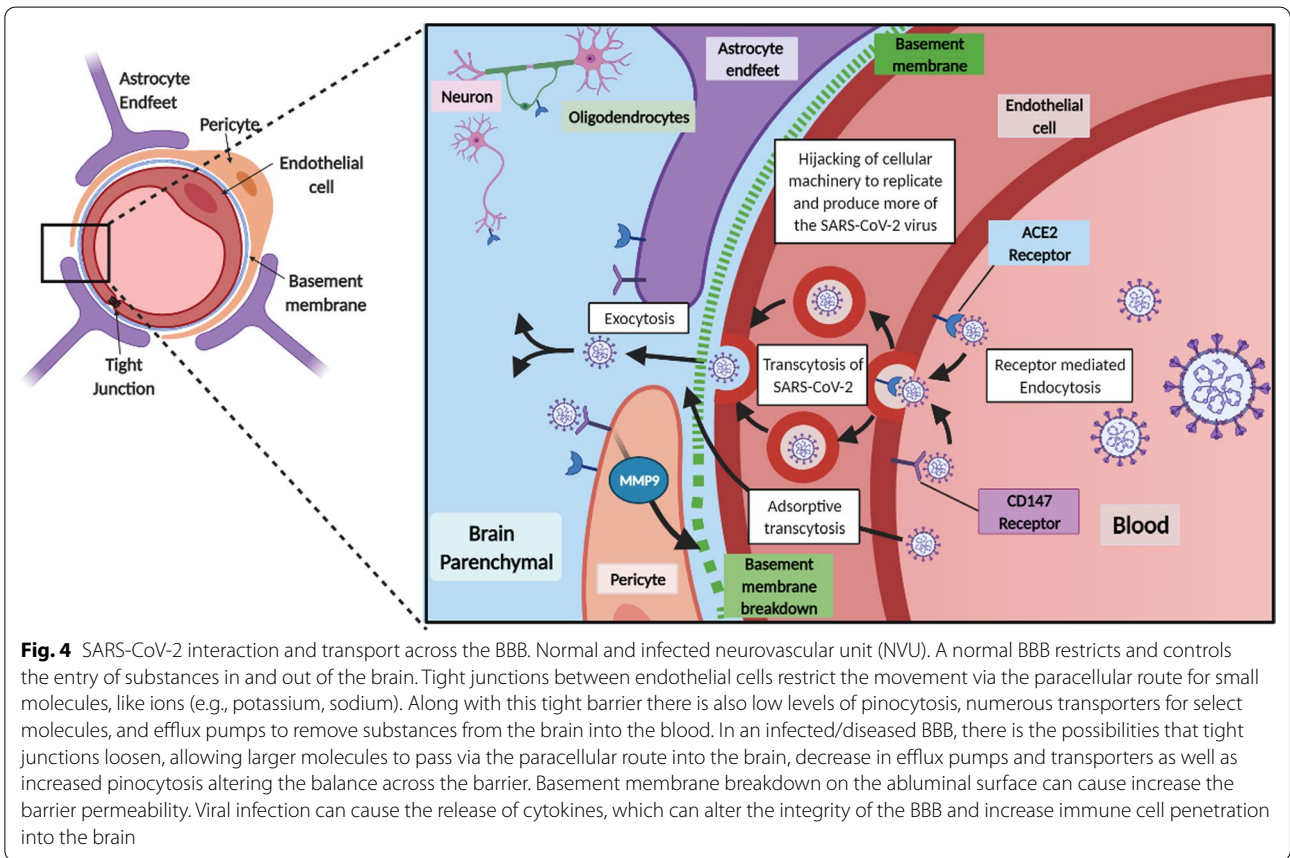 Astrocyte
Endfeet
Pericyte
Endothelial
cell
Basement
membrane
Tight
Junction
Neuron
Oligodendrocytes
Astrocyte
endfeet
Basement
membrane
Endothelial
cell
Hijacking of cellular
machinery to replicate
and produce more of
the SARS-CoV-2 virus
ACE2
Receptor
Exocytosis
Transcytosis of
SARS-CoV-2
Receptor mediated
Endocytosis
MMP9
Adsorptive
transcytosis
CD147
Receptor
Blood
Brain
Parenchymal
Pericyte
Basement
membrane
breakdown
Fig. 4 SARS-CoV-2 interaction and transport across the BBB. Normal and infected neurovascular unit (NVU). A normal BBB restricts and controls
the entry of substances in and out of the brain. Tight junctions between endothelial cells restrict the movement via the paracellular route for small
molecules, like ions (e.g., potassium, sodium). Along with this tight barrier there is also low levels of pinocytosis, numerous transporters for select
molecules, and efflux pumps to remove substances from the brain into the blood. In an infected/diseased BBB, there is the possibilities that tight
junctions loosen, allowing larger molecules to pass via the paracellular route into the brain, decrease in efflux pumps and transporters as well as
increased pinocytosis altering the balance across the barrier. Basement membrane breakdown on the abluminal surface can cause increase the
barrier permeability. Viral infection can cause the release of cytokines, which can alter the integrity of the BBB and increase immune cell penetration
into the brain